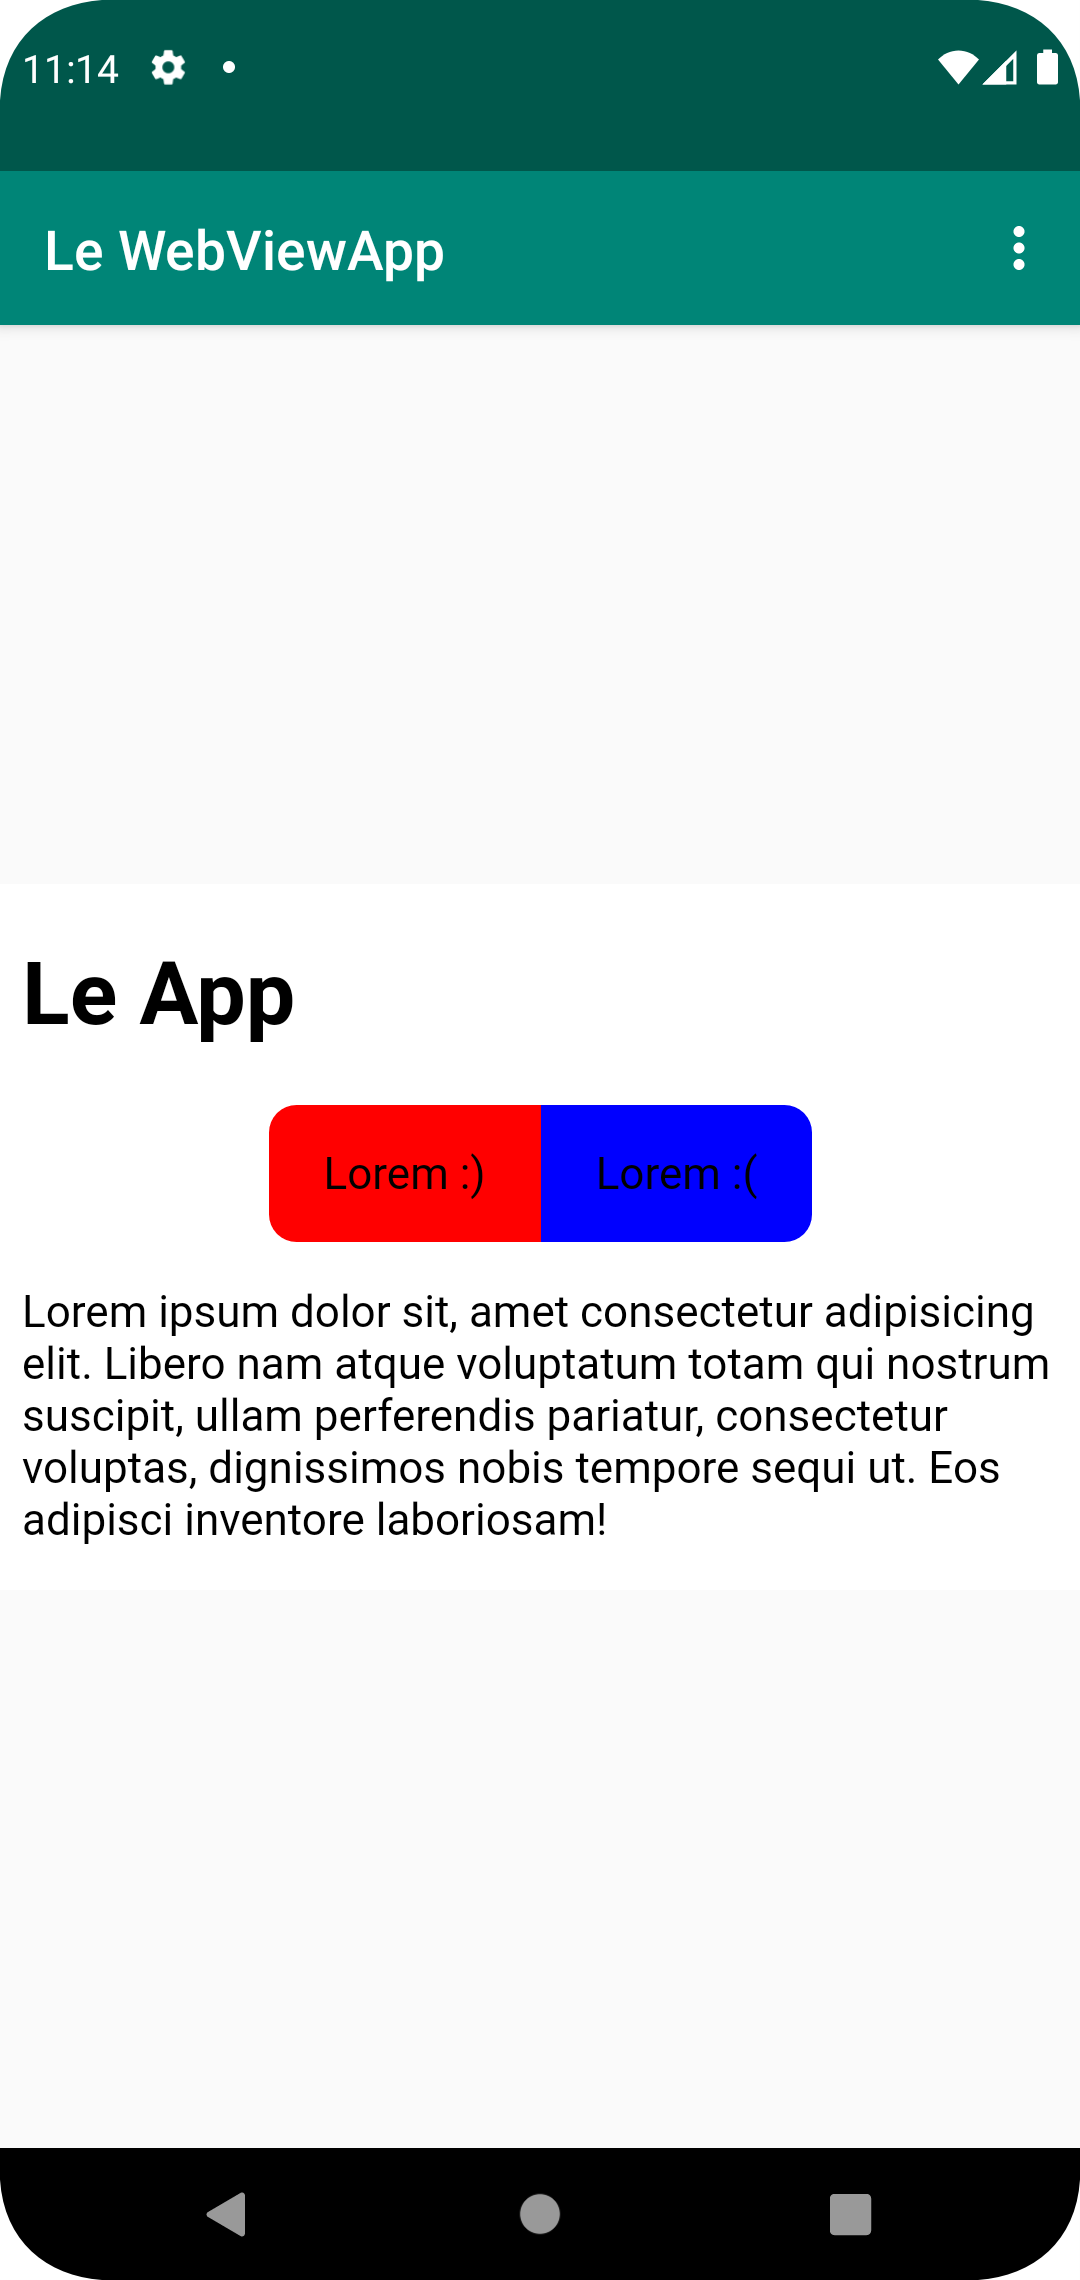 11:14
Le WebViewApp
Le App
Lorem :) Lorem :(
Lorem ipsum dolor sit, amet consectetur adipisicing
elit. Libero nam atque voluptatum totam qui nostrum
suscipit, ullam perferendis pariatur, consectetur
voluptas, dignissimos nobis tempore sequi ut. Eos
adipisci inventore laboriosam!